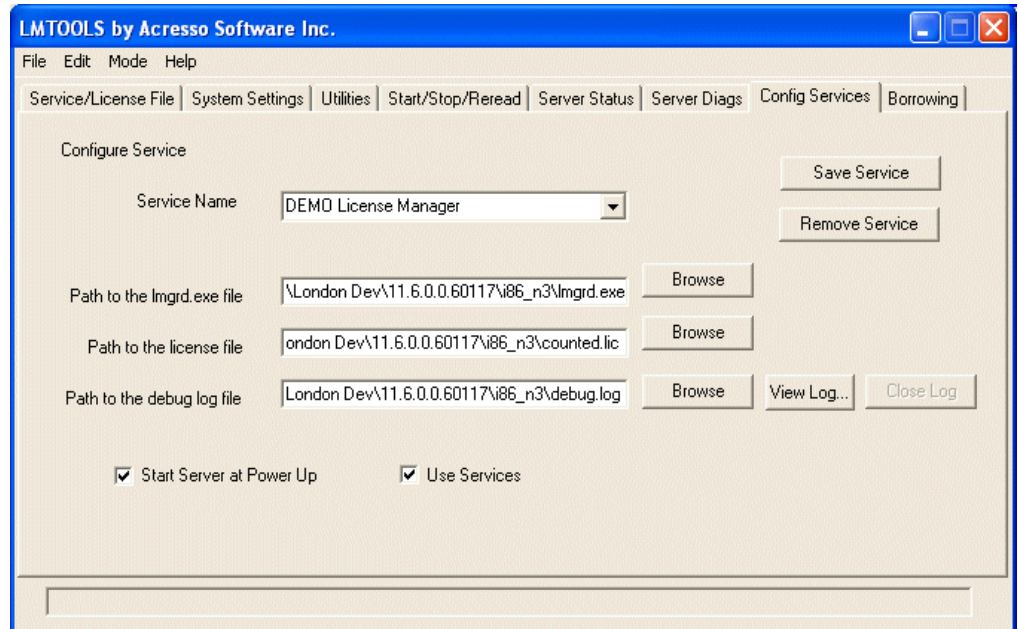 LMTOOLS by Acresso Software Inc.
File Edit Mode Help
Service/License File System Settings Utilities Start/Stop/Reread Server Status Server Diags Config Services Borrowing
Configure Service
Save Service
Service Name DEMO License Manager
Remove Service
Path to the lmgrd.exe file \London Dev\11.6.0.0.60117\i86_n3\lmgrd.exe Browse
Path to the license file ondon Dev\11.6.0.0.60117\i86_n3\counted.lic Browse
Path to the debug log file London Dev\11.6.0.0.60117\i86_n3\debug.log Browse View Log... Close Log
Start Server at Power Up Use Services